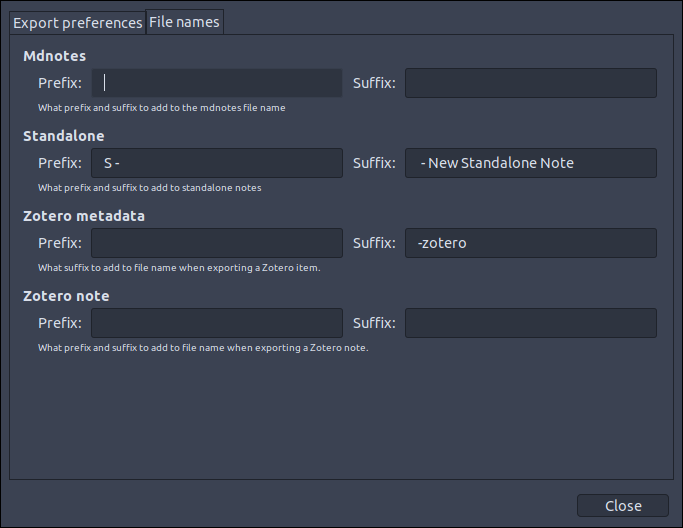 Export preferences File names
Mdnotes
Prefix: Suffix:
What prefix and suffix to add to the mdnotes file name
Standalone
Prefix: S - Suffix: - New Standalone Note
What prefix and suffix to add to standalone notes
Zotero metadata
Prefix: Suffix: -zotero
What suffix to add to file name when exporting a Zotero item.
Zotero note
Prefix: Suffix:
What prefix and suffix to add to file name when exporting a Zotero note.
Close